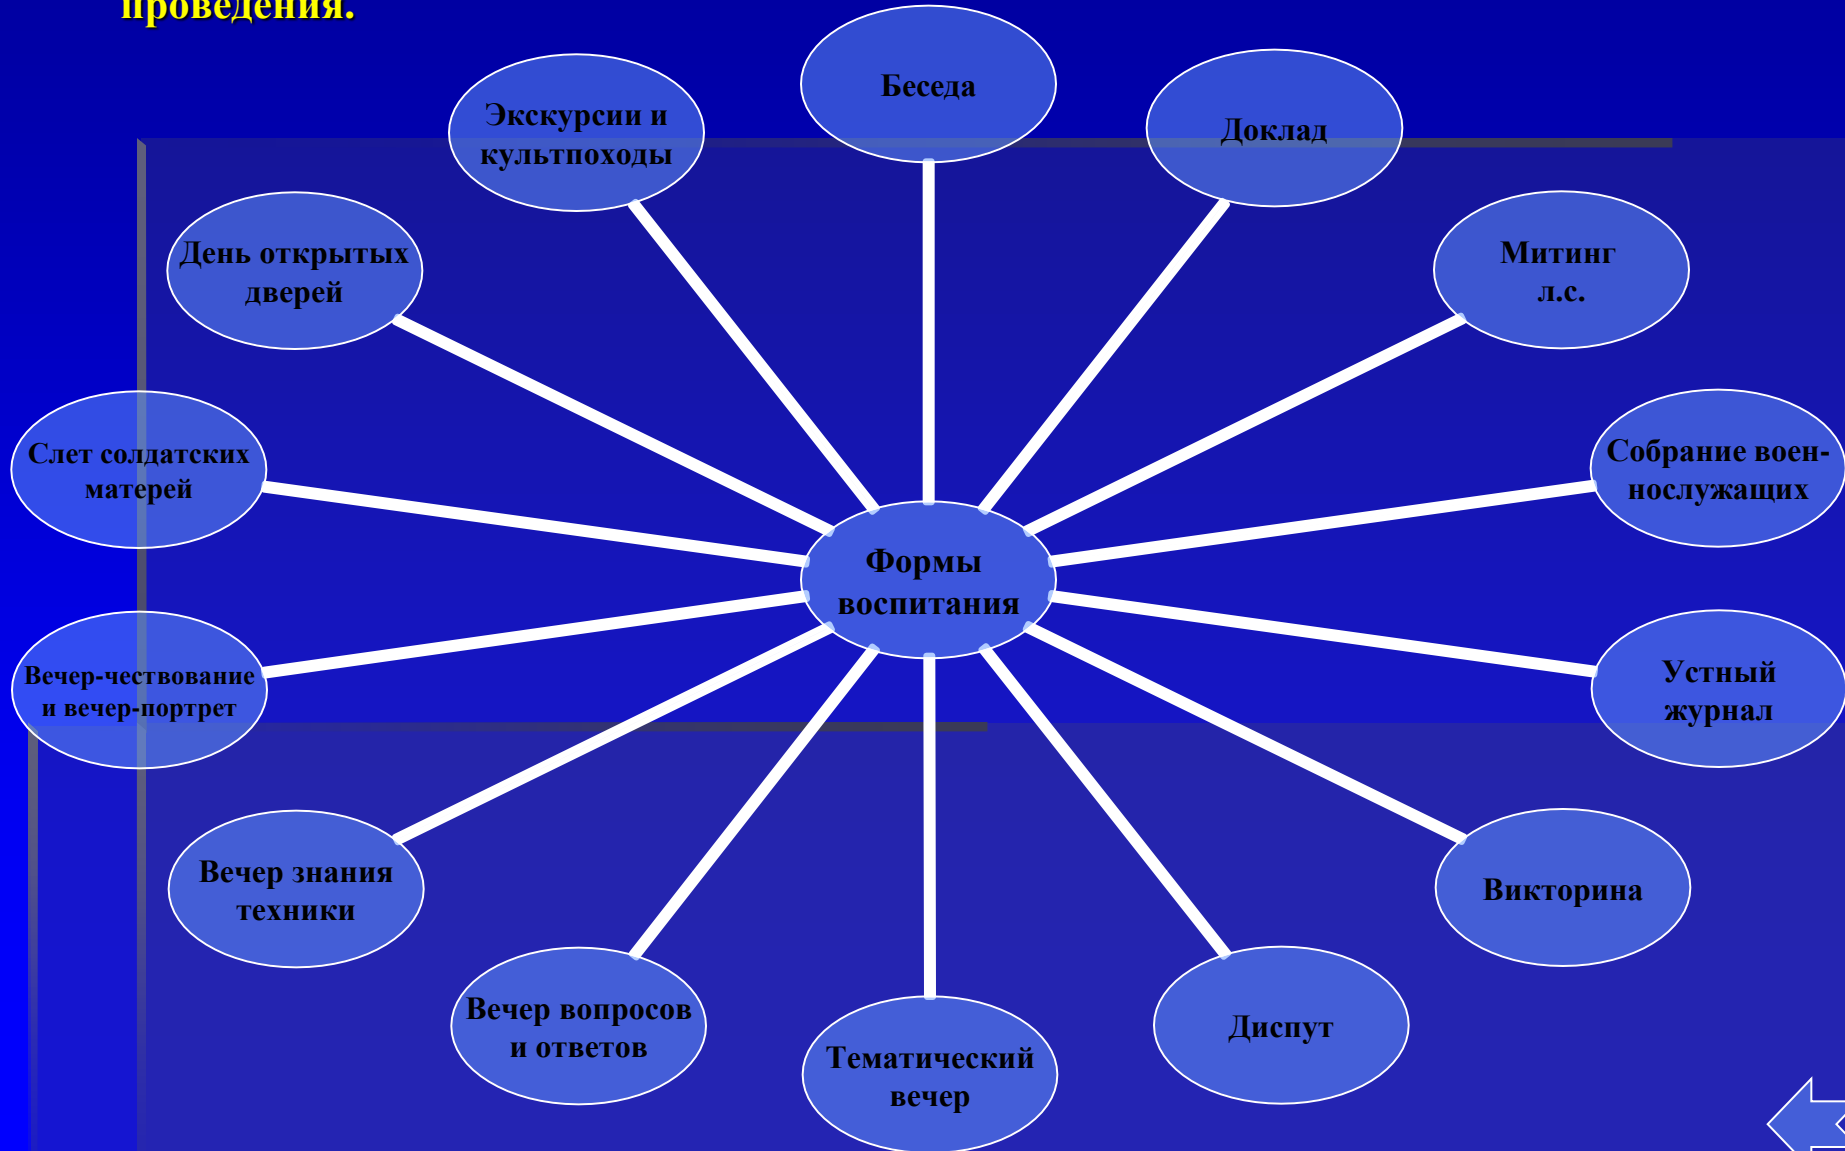 проведения.
Беседа
Доклад
Митинг
л.с.
Собрание воен-
нослужащих
Устный
журнал
Викторина
Диспут
Тематический
вечер
Вечер вопросов
и ответов
Вечер знания
техники
Вечер-чествование
и вечер-портрет
Слет солдатских
матерей
День открытых
дверей
Экскурсии и
культпоходы
Формы
воспитания